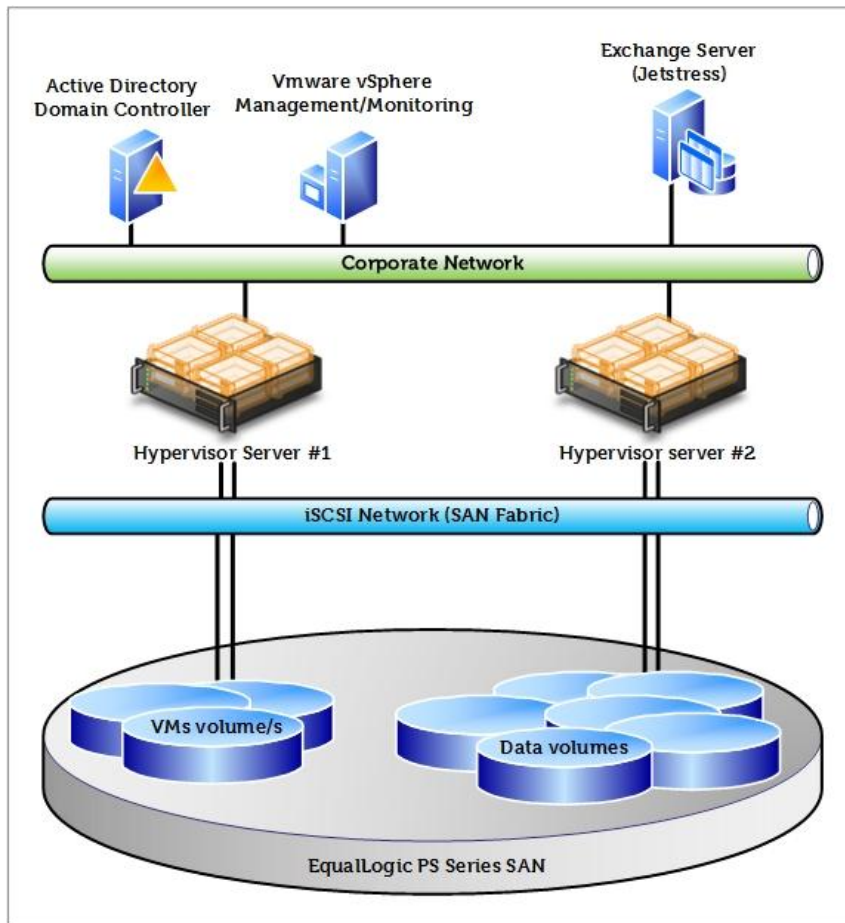 Active Directory
Domain Controller
Vmware vSphere
Management/Monitoring
Exchange Server
(Jetstress)
Corporate Network
Hypervisor Server #1
Hypervisor server #2
iSCSI Network (SAN Fabric)
VMs volume/s
Data volumes
EqualLogic PS Series SAN